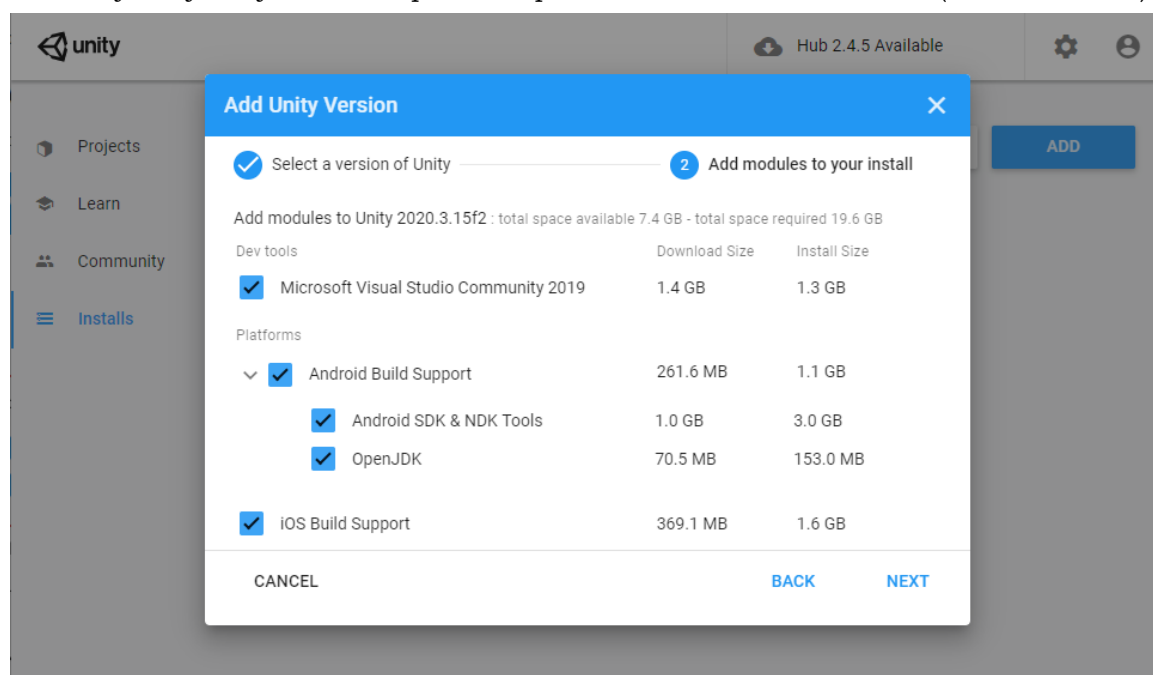 unity
Hub 2.4.5 Available
Add Unity Version
Projects
ADD
Select a version of Unity
2 Add modules to your install
Learn
Add modules to Unity 2020.3.15f2 : total space available 7.4 GB - total space required 19.6 GB
Dev tools Download Size Install Size
Community
Microsoft Visual Studio Community 2019 1.4 GB 1.3 GB
Installs
Platforms
Android Build Support 261.6 MB 1.1 GB
Android SDK & NDK Tools 1.0 GB 3.0 GB
OpenJDK 70.5 MB 153.0 MB
iOS Build Support 369.1 MB 1.6 GB
CANCEL BACK NEXT